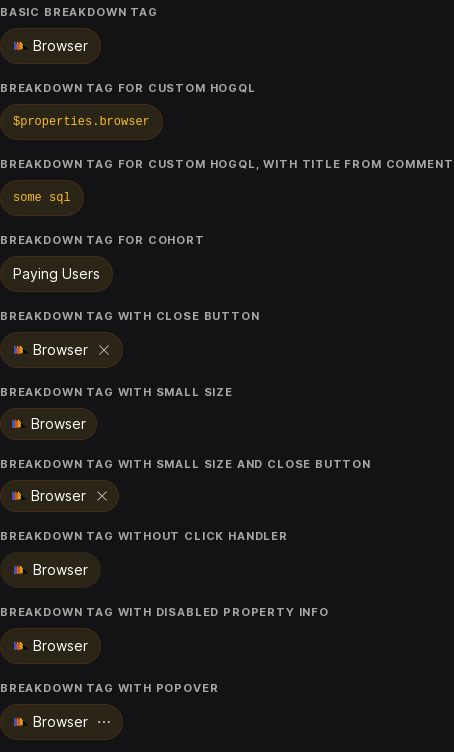 BASIC BREAKDOWN TAG
Browser
BREAKDOWN TAG FOR CUSTOM HOGQL
$properties.browser
BREAKDOWN TAG FOR CUSTOM HOGQL, WITH TITLE FROM COMMENT
some sql
BREAKDOWN TAG FOR COHORT
Paying Users
BREAKDOWN TAG WITH CLOSE BUTTON
Browser
BREAKDOWN TAG WITH SMALL SIZE
Browser
BREAKDOWN TAG WITH SMALL SIZE AND CLOSE BUTTON
Browser
BREAKDOWN TAG WITHOUT CLICK HANDLER
Browser
BREAKDOWN TAG WITH DISABLED PROPERTY INFO
Browser
BREAKDOWN TAG WITH POPOVER
Browser